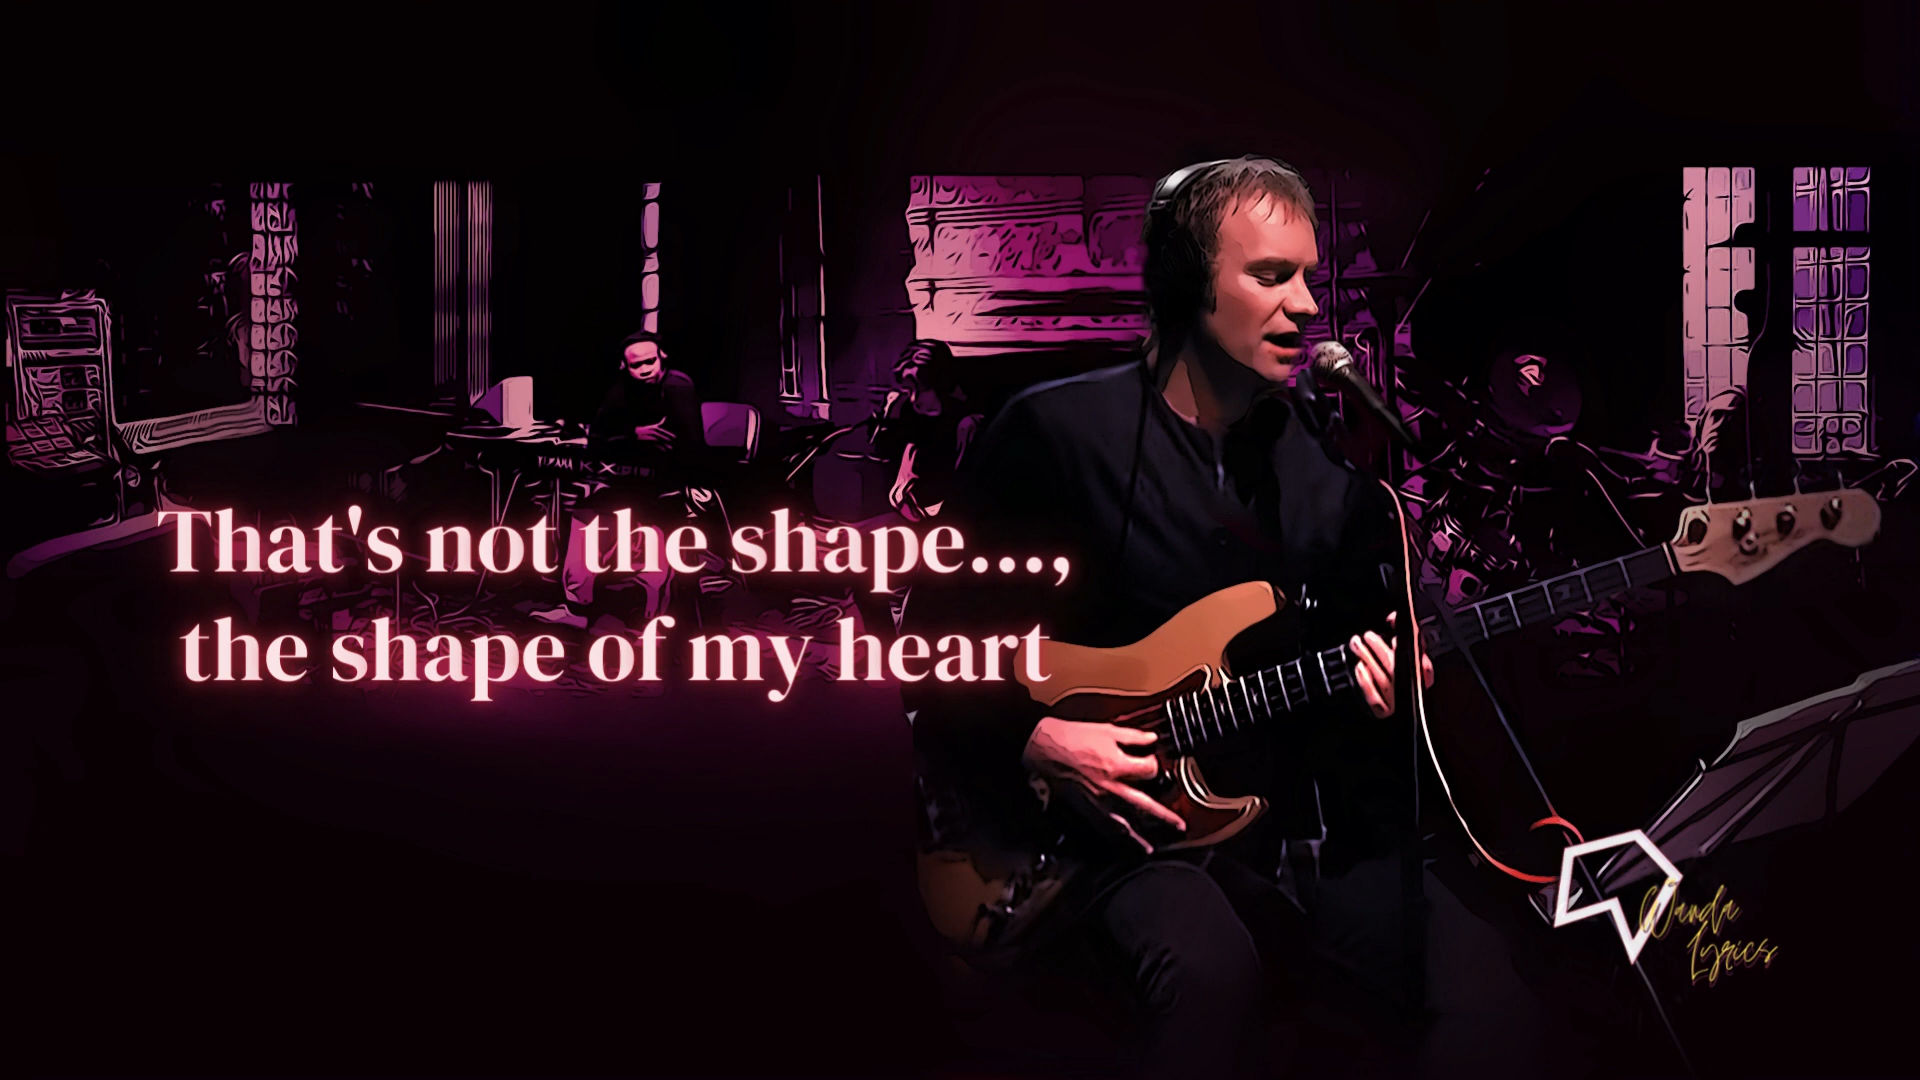 That's not the shape...,
the shape of my heart
Wanda
Lyrics